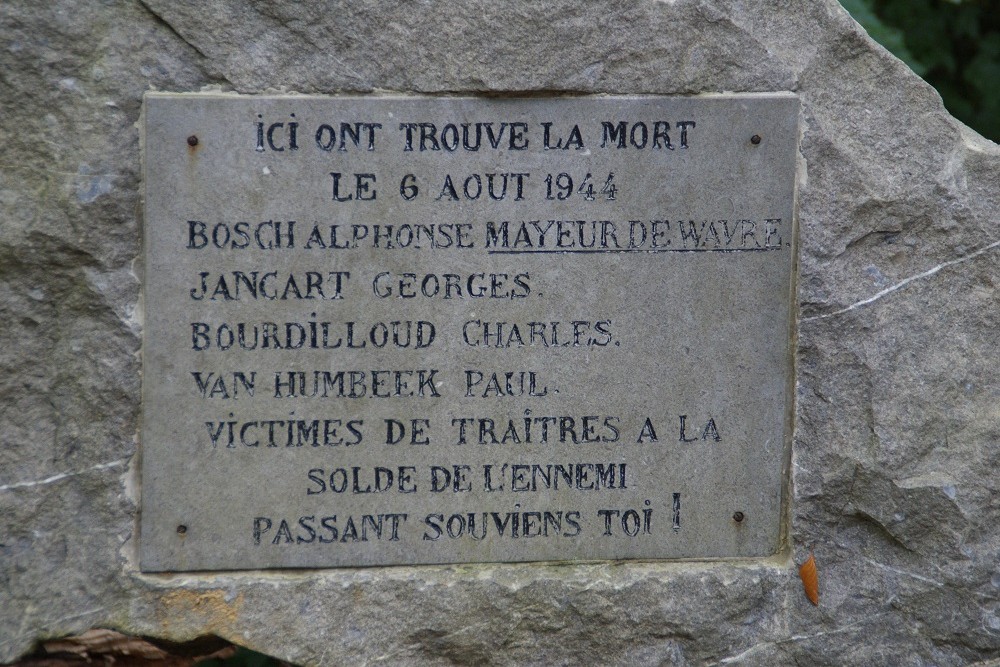 ICI ONT TROUVE LA MORT
LE 6 AOUT 1944
BOSCH ALPHONSE MAYEUR DE WAVRE.
JANCART GEORGES.
BOURDILLOUD CHARLES.
VAN HUMBEEK PAUL.
VICTIMES DE TRAÎTRES A LA
SOLDE DE L'ENNEMI
PASSANT SOUVIENS TOI !